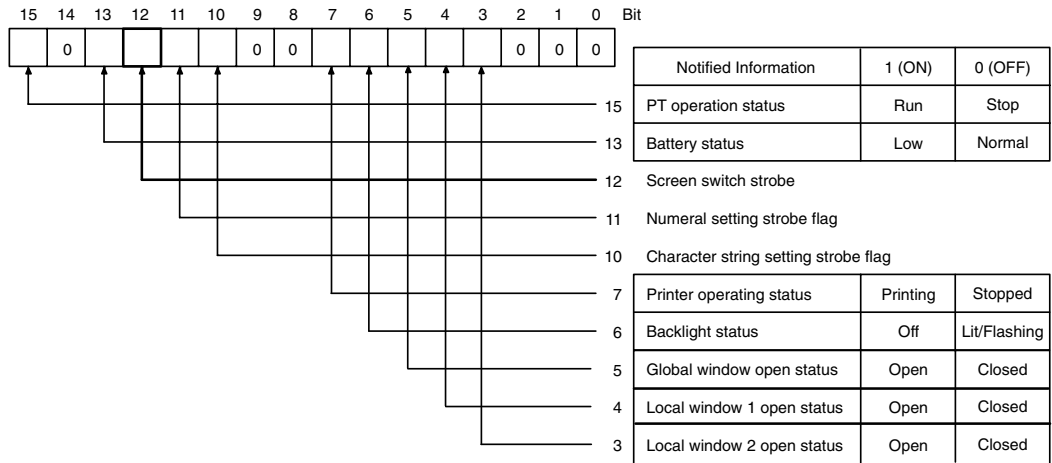 15 14 13 12 11 10 9 8 7 6 5 4 3 2 1 0 Bit
0 0 0 0 0 0
Notified Information 1 (ON) 0 (OFF)
15 PT operation status Run Stop
13 Battery status Low Normal
12 Screen switch strobe
11 Numeral setting strobe flag
10 Character string setting strobe flag
7 Printer operating status Printing Stopped
6 Backlight status Off Lit/Flashing
5 Global window open status Open Closed
4 Local window 1 open status Open Closed
3 Local window 2 open status Open Closed